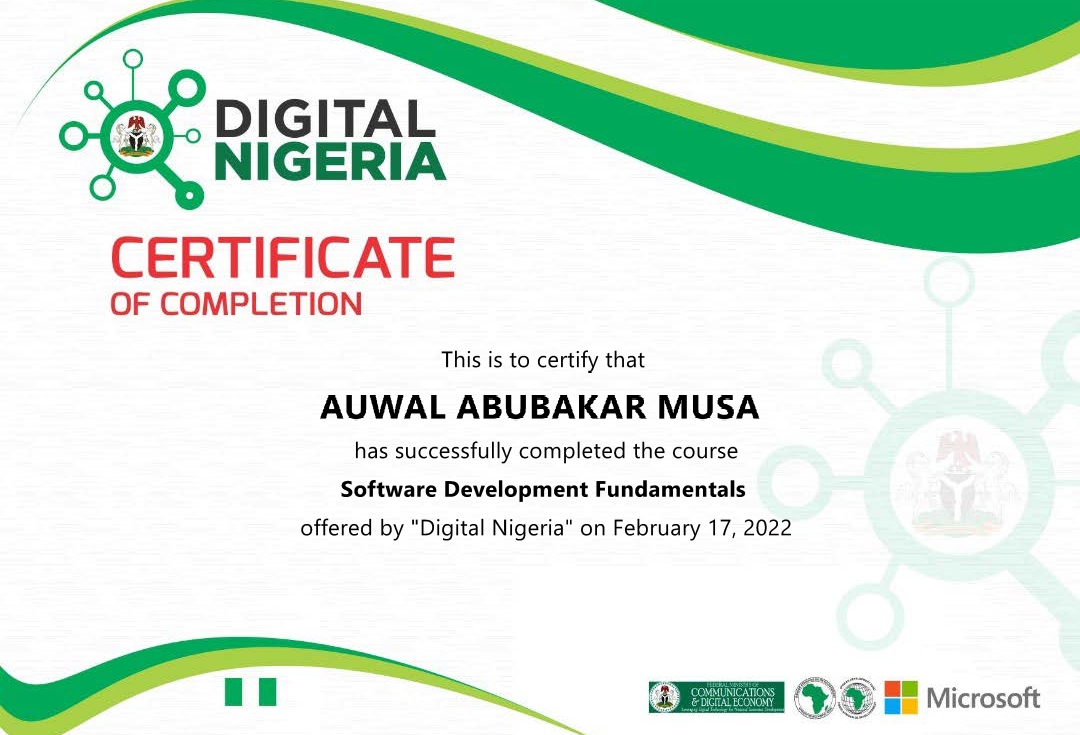 DIGITAL
NIGERIA
CERTIFICATE
OF COMPLETION
This is to certify that
AUWAL ABUBAKAR MUSA
has successfully completed the course
Software Development Fundamentals
offered by "Digital Nigeria" on February 17, 2022
FEDERAL MINISTRY OF
COMMUNICATIONS
& DIGITAL ECONOMY
Microsoft